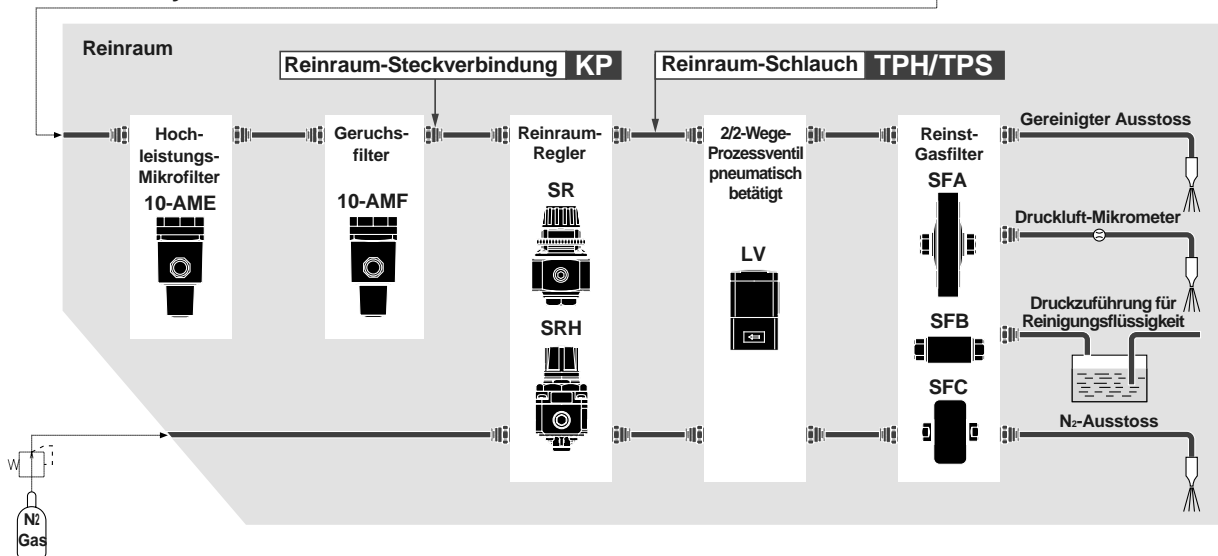 Reinraum
Reinraum-Steckverbindung KP
Reinraum-Schlauch TPH/TPS
Hoch-
leistungs-
Mikrofilter
10-AME
Geruchs-
filter
10-AMF
Reinraum-
Regler
SR
SRH
2/2-Wege-
Prozessventil
pneumatisch
betätigt
LV
Reinst-
Gasfilter
SFA
SFB
SFC
Gereinigter Ausstoss
Druckluft-Mikrometer
Druckzuführung für
Reinigungsflüssigkeit
N2-Ausstoss
N2
Gas